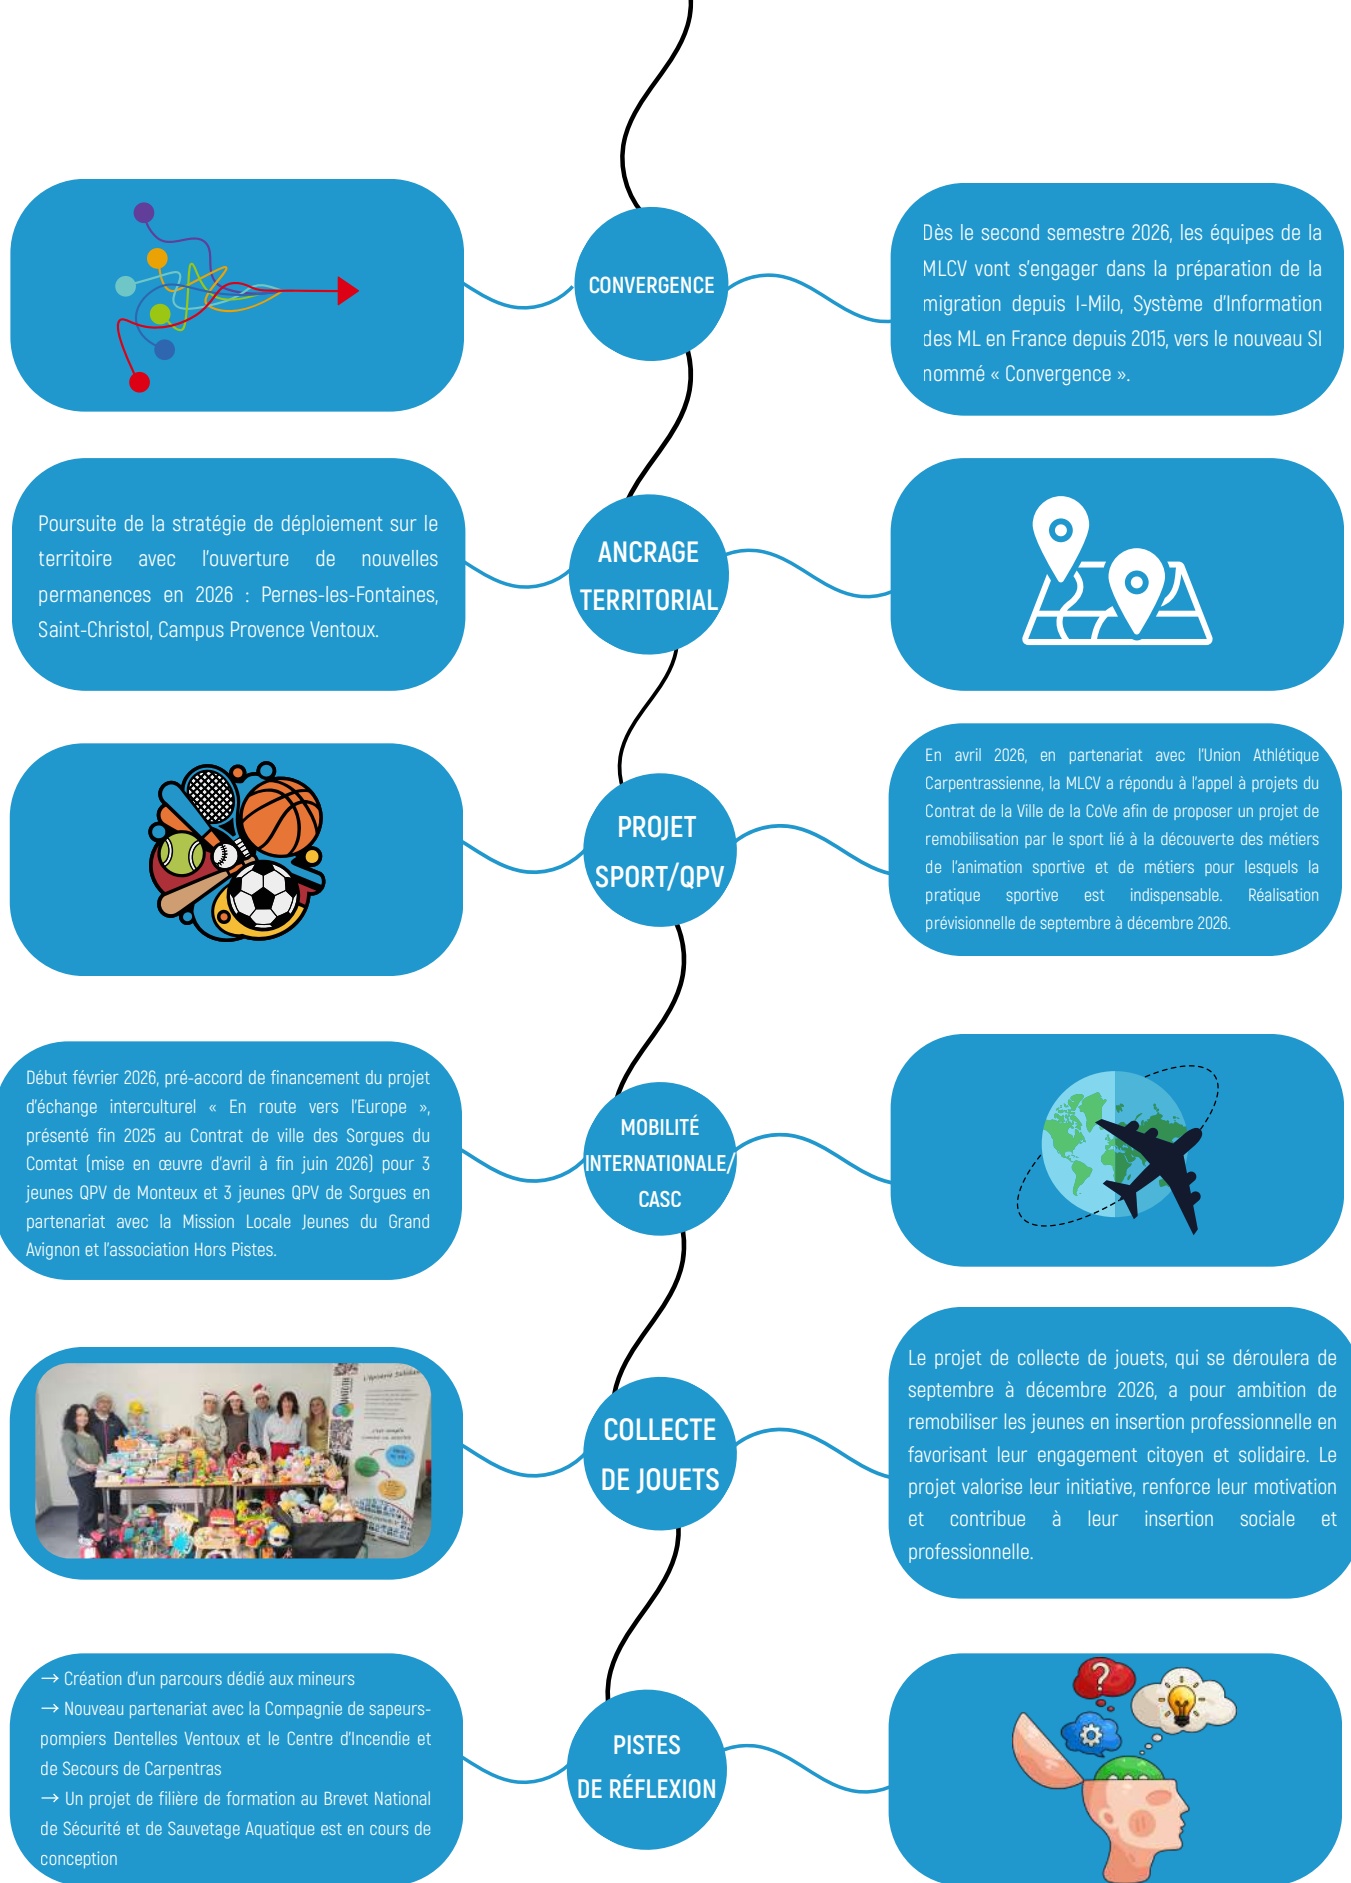 CONVERGENCE
Dès le second semestre 2026, les équipes de la
MLCV vont s'engager dans la préparation de la
migration depuis I-Milo, Système d'Information
des ML en France depuis 2015, vers le nouveau SI
nommé « Convergence ».
Poursuite de la stratégie de déploiement sur le
territoire avec l'ouverture de nouvelles
permanences en 2026 : Pernes-les-Fontaines,
Saint-Christol, Campus Provence Ventoux.
ANCRAGE
TERRITORIAL
PROJET
SPORT/QPV
En avril 2026, en partenariat avec l'Union Athlétique
Carpentrassienne, la MLCV a répondu à l'appel à projets du
Contrat de la Ville de la CoVe afin de proposer un projet de
remobilisation par le sport lié à la découverte des métiers
de l'animation sportive et de métiers pour lesquels la
pratique sportive est indispensable. Réalisation
prévisionnelle de septembre à décembre 2026.
Début février 2026, pré-accord de financement du projet
d'échange interculturel « En route vers l'Europe »,
présenté fin 2025 au Contrat de ville des Sorgues du
Comtat (mise en œuvre d'avril à fin juin 2026) pour 3
jeunes QPV de Monteux et 3 jeunes QPV de Sorgues en
partenariat avec la Mission Locale Jeunes du Grand
Avignon et l'association Hors Pistes.
MOBILITÉ
INTERNATIONALE/
CASC
COLLECTE
DE JOUETS
Le projet de collecte de jouets, qui se déroulera de
septembre à décembre 2026, a pour ambition de
remobiliser les jeunes en insertion professionnelle en
favorisant leur engagement citoyen et solidaire. Le
projet valorise leur initiative, renforce leur motivation
et contribue à leur insertion sociale et
professionnelle.
→ Création d'un parcours dédié aux mineurs
→ Nouveau partenariat avec la Compagnie de sapeurs-
pompiers Dentelles Ventoux et le Centre d'Incendie et
de Secours de Carpentras
→ Un projet de filière de formation au Brevet National
de Sécurité et de Sauvetage Aquatique est en cours de
conception
PISTES
DE RÉFLEXION
?